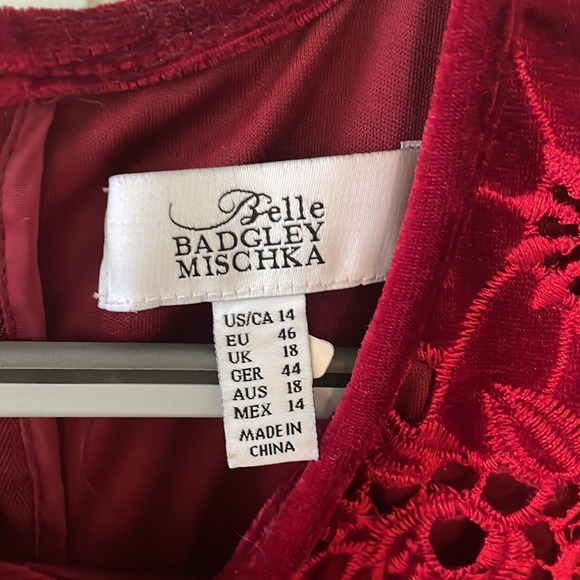 Belle
BADGLEY
MISCHKA
US/CA 14
EU 46
UK 18
GER 44
AUS 18
MEX 14
MADE IN
CHINA